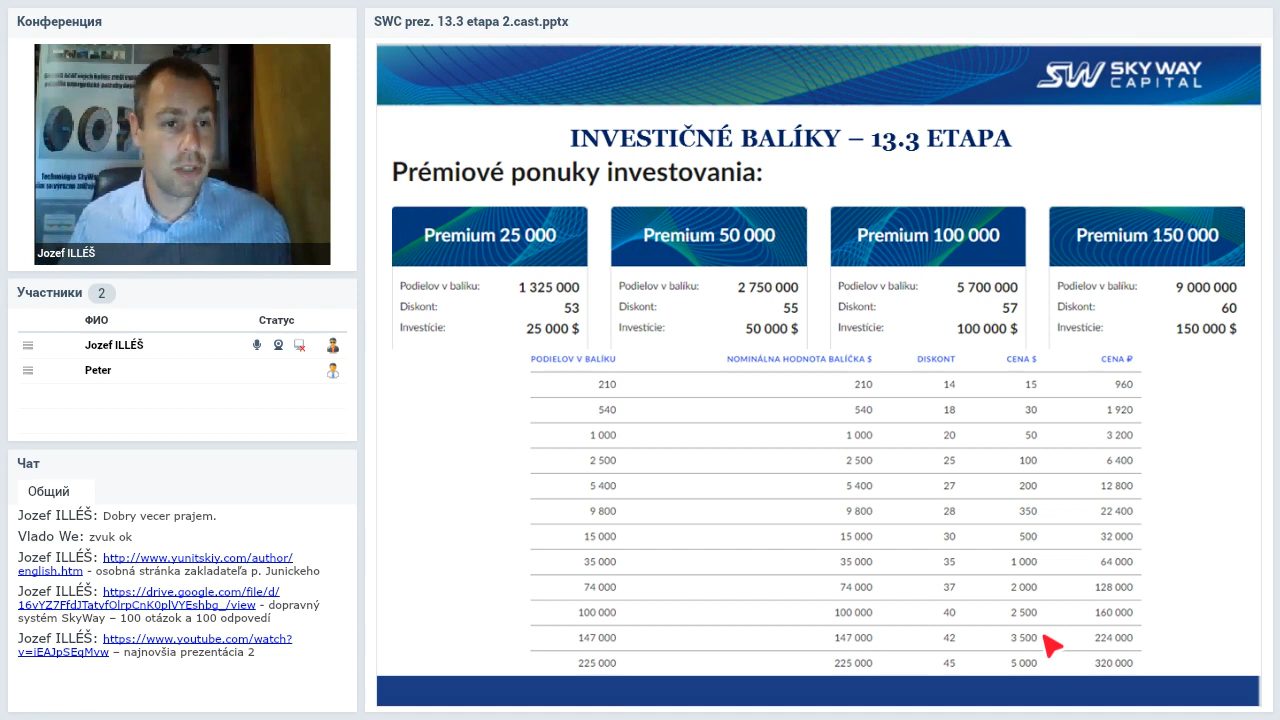 Конференция
Jozef ILLÉŠ
Участники 2
ФИО Статус
Jozef ILLÉŠ
Peter
Чат
Общий
Jozef ILLÉŠ: Dobry vecer prajem.
Vlado We: zvuk ok
Jozef ILLÉŠ: http://www.yunitskiy.com/author/
english.htm - osobná stránka zakladateľa p. Junickeho
Jozef ILLÉŠ: https://drive.google.com/file/d/
16vYZ7FfdJTatvfOlrpCnK0plVYEshbg_/view - dopravný
systém SkyWay – 100 otázok a 100 odpovedí
Jozef ILLÉŠ: https://www.youtube.com/watch?
v=iEAJpSEqMvw – najnovšia prezentácia 2
SWC prez. 13.3 etapa 2.cast.pptx
SW SKY WAY
CAPITAL
INVESTIČNÉ BALÍKY – 13.3 ETAPA
Prémiové ponuky investovania:
Premium 25 000 Premium 50 000 Premium 100 000 Premium 150 000
Podielov v balíku: 1 325 000 Podielov v balíku: 2 750 000 Podielov v balíku: 5 700 000 Podielov v balíku: 9 000 000
Diskont: 53 Diskont: 55 Diskont: 57 Diskont: 60
Investície: 25 000 $ Investície: 50 000 $ Investície: 100 000 $ Investície: 150 000 $
PODIELOV V BALÍKU NOMINÁLNA HODNOTA BALÍČKA $ DISKONT CENA $ CENA ₽
210 210 14 15 960
540 540 18 30 1 920
1 000 1 000 20 50 3 200
2 500 2 500 25 100 6 400
5 400 5 400 27 200 12 800
9 800 9 800 28 350 22 400
15 000 15 000 30 500 32 000
35 000 35 000 35 1 000 64 000
74 000 74 000 37 2 000 128 000
100 000 100 000 40 2 500 160 000
147 000 147 000 42 3 500 224 000
225 000 225 000 45 5 000 320 000